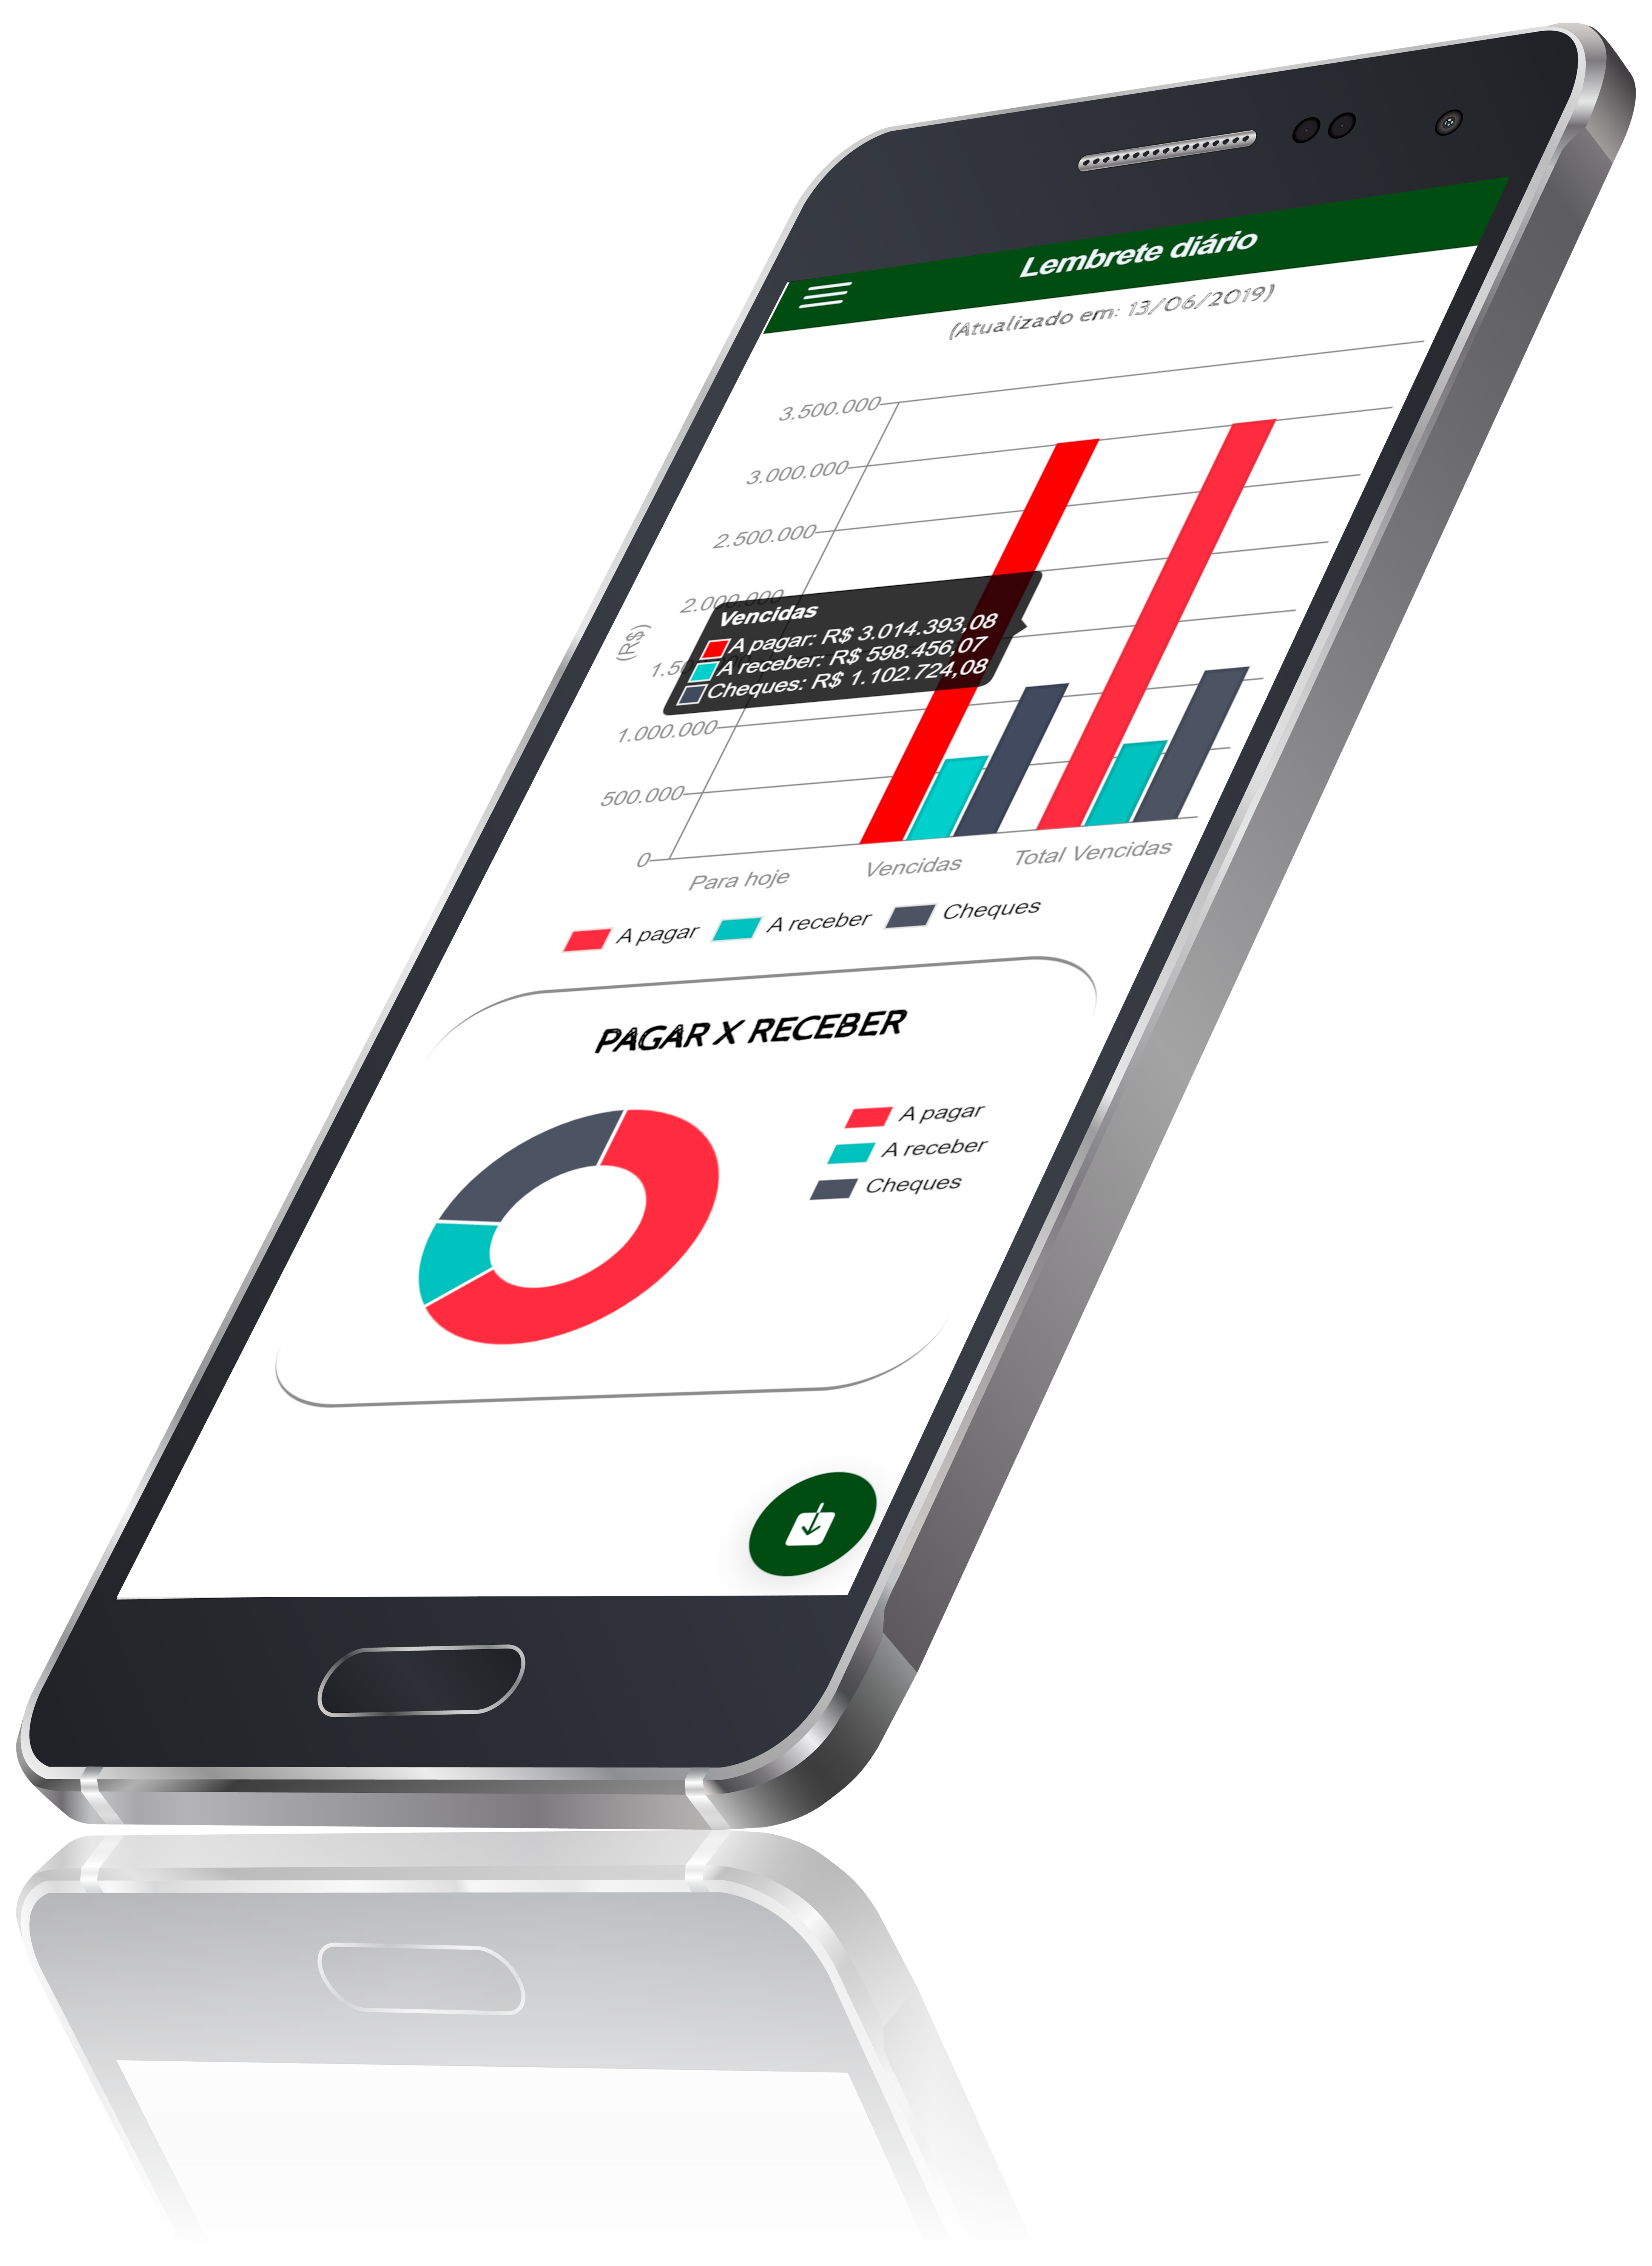 Lembrete diário
(Atualizado em: 13/06/2019)
3.500.000
3.000.000
2.500.000
2.000.000
(R$)
Vencidas
A pagar: R$ 3.014.393,08
A receber: R$ 598.456,07
Cheques: R$ 1.102.724,08
1.000.000
500.000
0
Para hoje Vencidas Total Vencidas
A pagar A receber Cheques
PAGAR X RECEBER
A pagar
A receber
Cheques